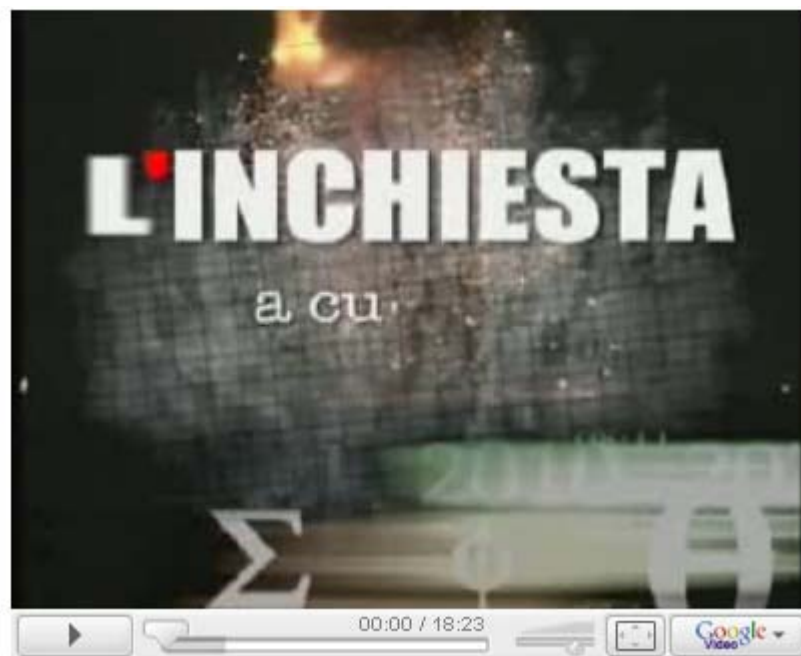 L'INCHIESTA
a cu
Σ φ Θ
00:00 / 18:23
Google
Video